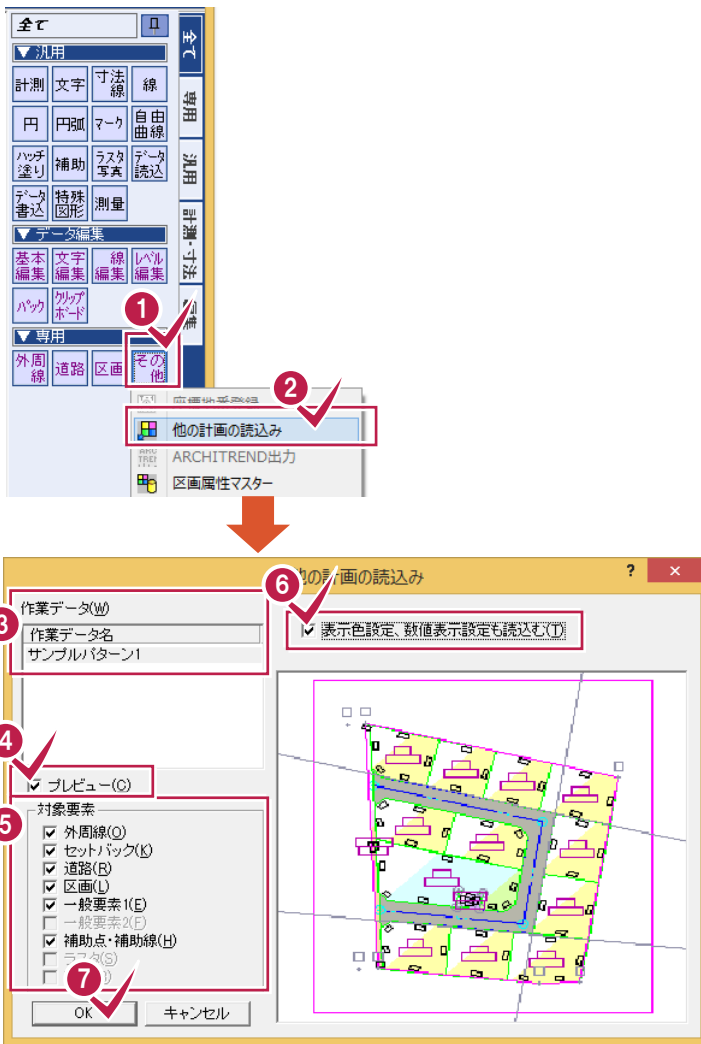 全て
全て
▼ 汎用
計測 文字 寸法線 線
専用
円 円弧 マーク 自由曲線
ハッチ塗り 補助 ラスタ写真 データ読込
汎用
データ書込 特殊図形 測量
▼ データ編集
計測・寸法
基本編集 文字編集 線編集 レベル編集
パック クリップボード
1
▼ 専用
外周線 道路 区画 その他
2
座標地番登録
他の計画の読込み
ARCHITREND出力
区画属性マスター
の計画の読込み
? ×
6
作業データ(W)
3
表示色設定、数値表示設定も読込む(T)
作業データ名
サンプルパターン1
4
プレビュー(C)
対象要素
5
外周線(O)
セットバック(K)
道路(R)
区画(L)
一般要素1(E)
一般要素2(F)
補助点・補助線(H)
ラスタ(S)
7
OK キャンセル